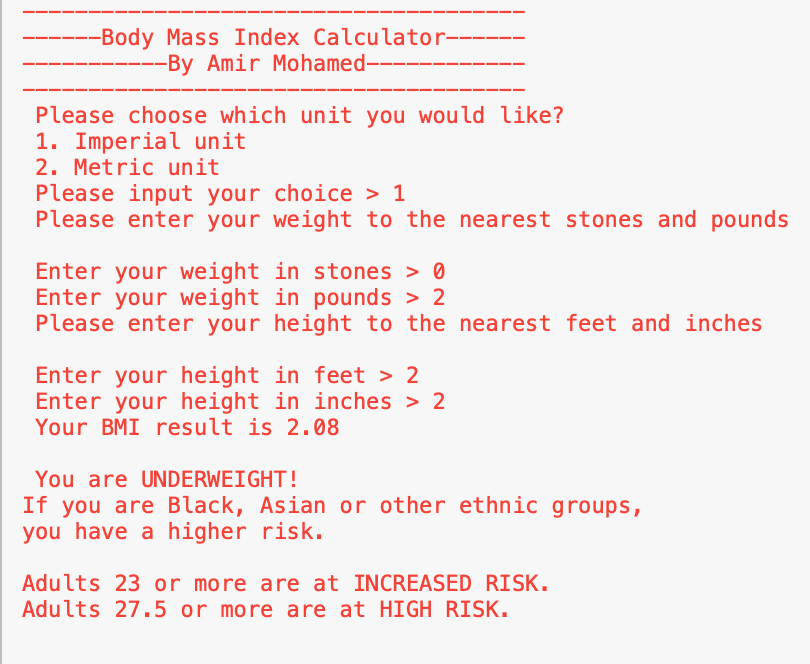 --------------------------------------
------Body Mass Index Calculator------
-----------By Amir Mohamed------------
--------------------------------------
Please choose which unit you would like?
1. Imperial unit
2. Metric unit
Please input your choice > 1
Please enter your weight to the nearest stones and pounds
Enter your weight in stones > 0
Enter your weight in pounds > 2
Please enter your height to the nearest feet and inches
Enter your height in feet > 2
Enter your height in inches > 2
Your BMI result is 2.08
You are UNDERWEIGHT!
If you are Black, Asian or other ethnic groups,
you have a higher risk.
Adults 23 or more are at INCREASED RISK.
Adults 27.5 or more are at HIGH RISK.